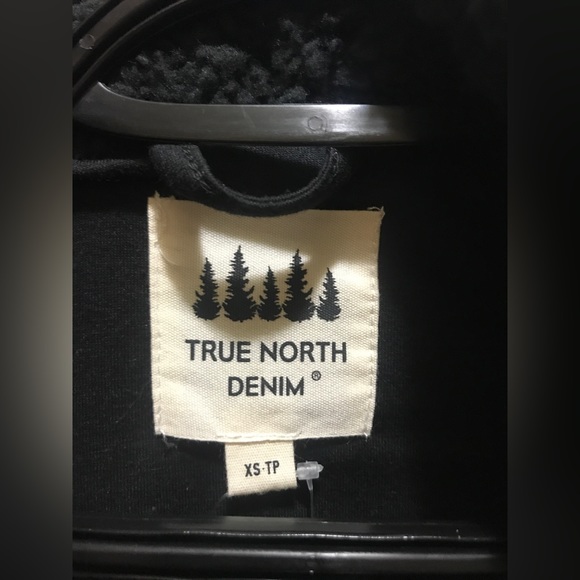 TRUE NORTH
DENIM ®
XS-TP